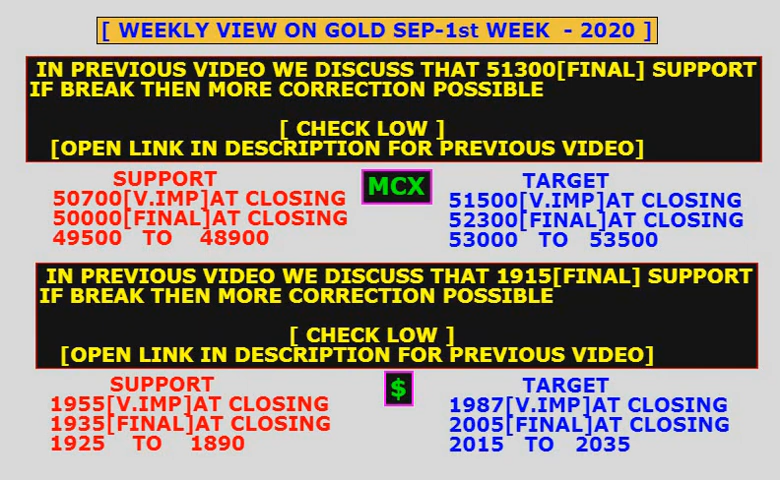 [ WEEKLY VIEW ON GOLD SEP-1st WEEK - 2020 ]
IN PREVIOUS VIDEO WE DISCUSS THAT 51300[FINAL] SUPPORT
IF BREAK THEN MORE CORRECTION POSSIBLE
[ CHECK LOW ]
[OPEN LINK IN DESCRIPTION FOR PREVIOUS VIDEO]
SUPPORT
50700[V.IMP]AT CLOSING
50000[FINAL]AT CLOSING
49500 TO 48900
MCX
TARGET
51500[V.IMP]AT CLOSING
52300[FINAL]AT CLOSING
53000 TO 53500
IN PREVIOUS VIDEO WE DISCUSS THAT 1915[FINAL] SUPPORT
IF BREAK THEN MORE CORRECTION POSSIBLE
[ CHECK LOW ]
[OPEN LINK IN DESCRIPTION FOR PREVIOUS VIDEO]
SUPPORT
1955[V.IMP]AT CLOSING
1935[FINAL]AT CLOSING
1925 TO 1890
$
TARGET
1987[V.IMP]AT CLOSING
2005[FINAL]AT CLOSING
2015 TO 2035